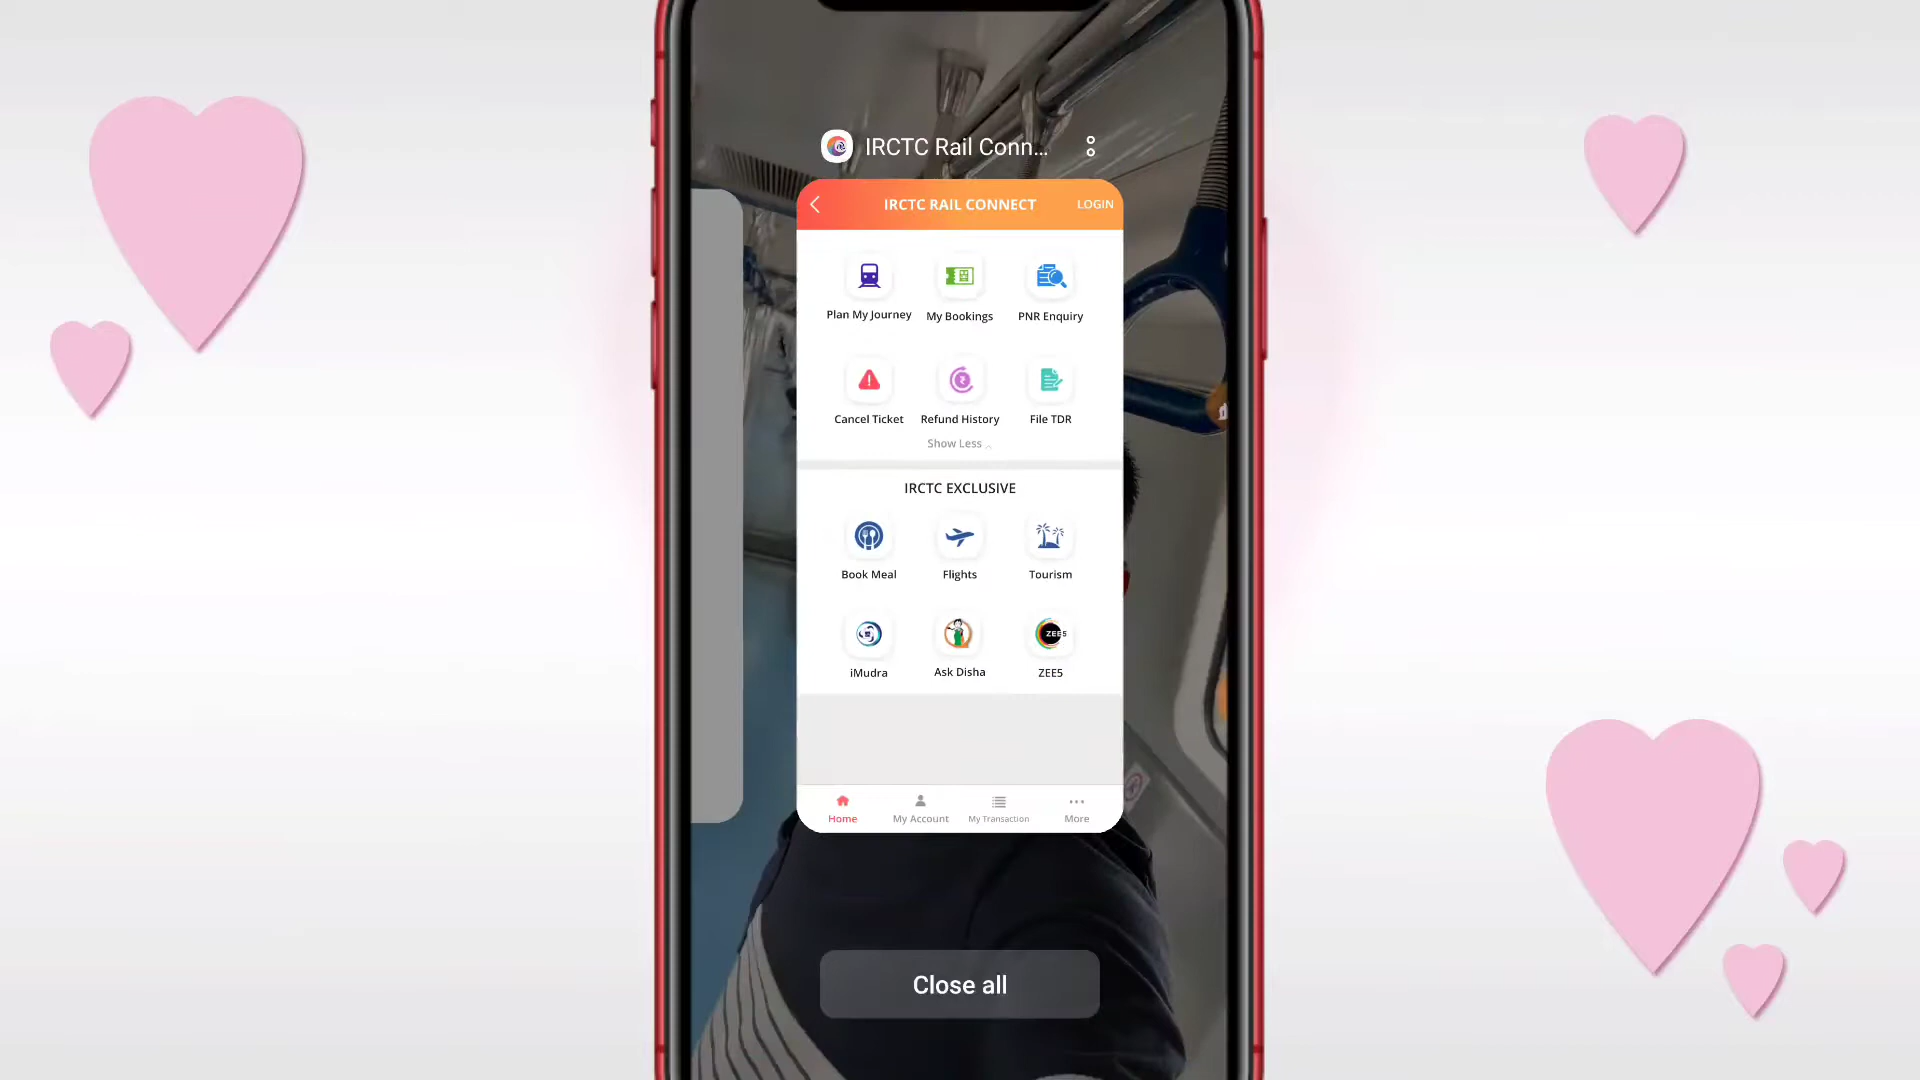 IRCTC Rail Conn...
IRCTC RAIL CONNECT
LOGIN
Plan My Journey
My Bookings
PNR Enquiry
Cancel Ticket
Refund History
File TDR
Show Less
IRCTC EXCLUSIVE
Book Meal
Flights
Tourism
ZEE5
iMudra
Ask Disha
ZEE5
Home
My Account
My Transaction
More
Close all